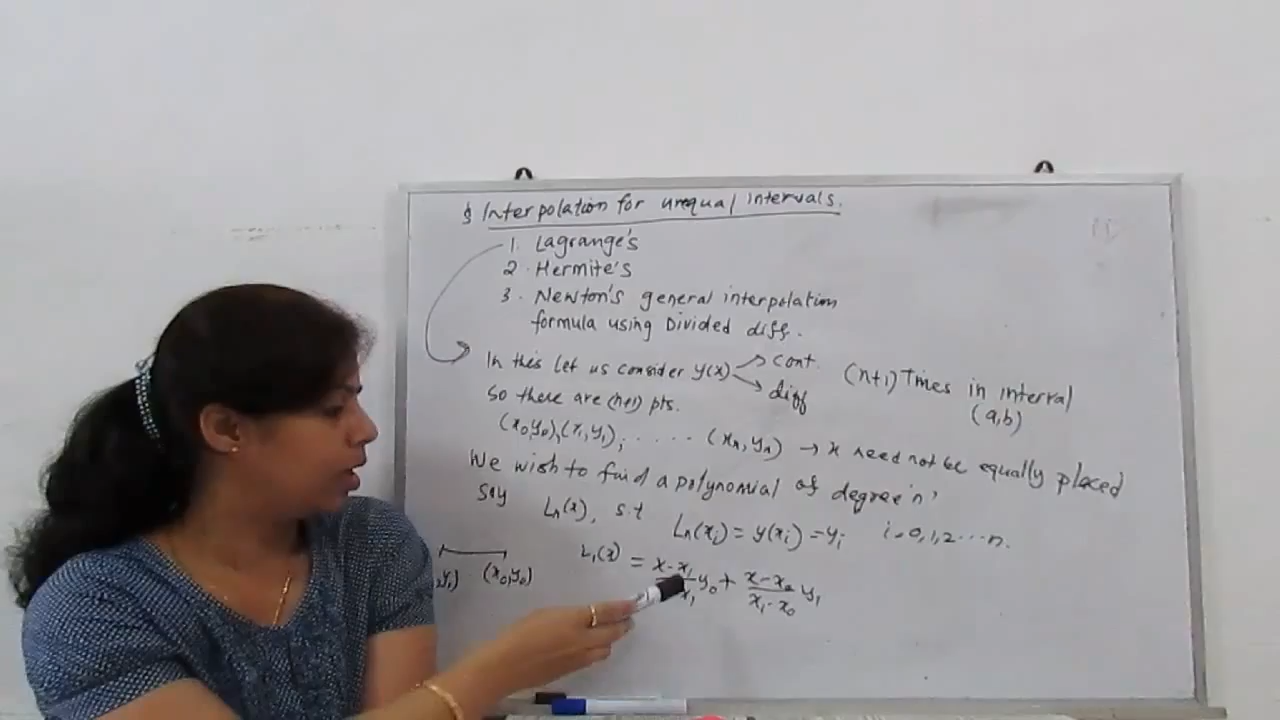 § Interpolation for unequal intervals.
1. Lagrange's
2. Hermite's
3. Newton's general interpolation
formula using Divided diff.
In this let us consider y(x) → cont. → diff (n+1) Times in interval (a,b)
So there are (n+1) pts.
(x₀,y₀), (x₁,y₁), ..... (xₙ,yₙ) → x need not be equally placed
We wish to find a polynomial of degree 'n'
say Lₙ(x), s.t Lₙ(xᵢ) = y(xᵢ) = yᵢ i = 0,1,2...n.
y₁) (x₀,y₀)
L₁(x) = x-x₁ / x₁ y₀ + x-x₀ / x₁-x₀ y₁